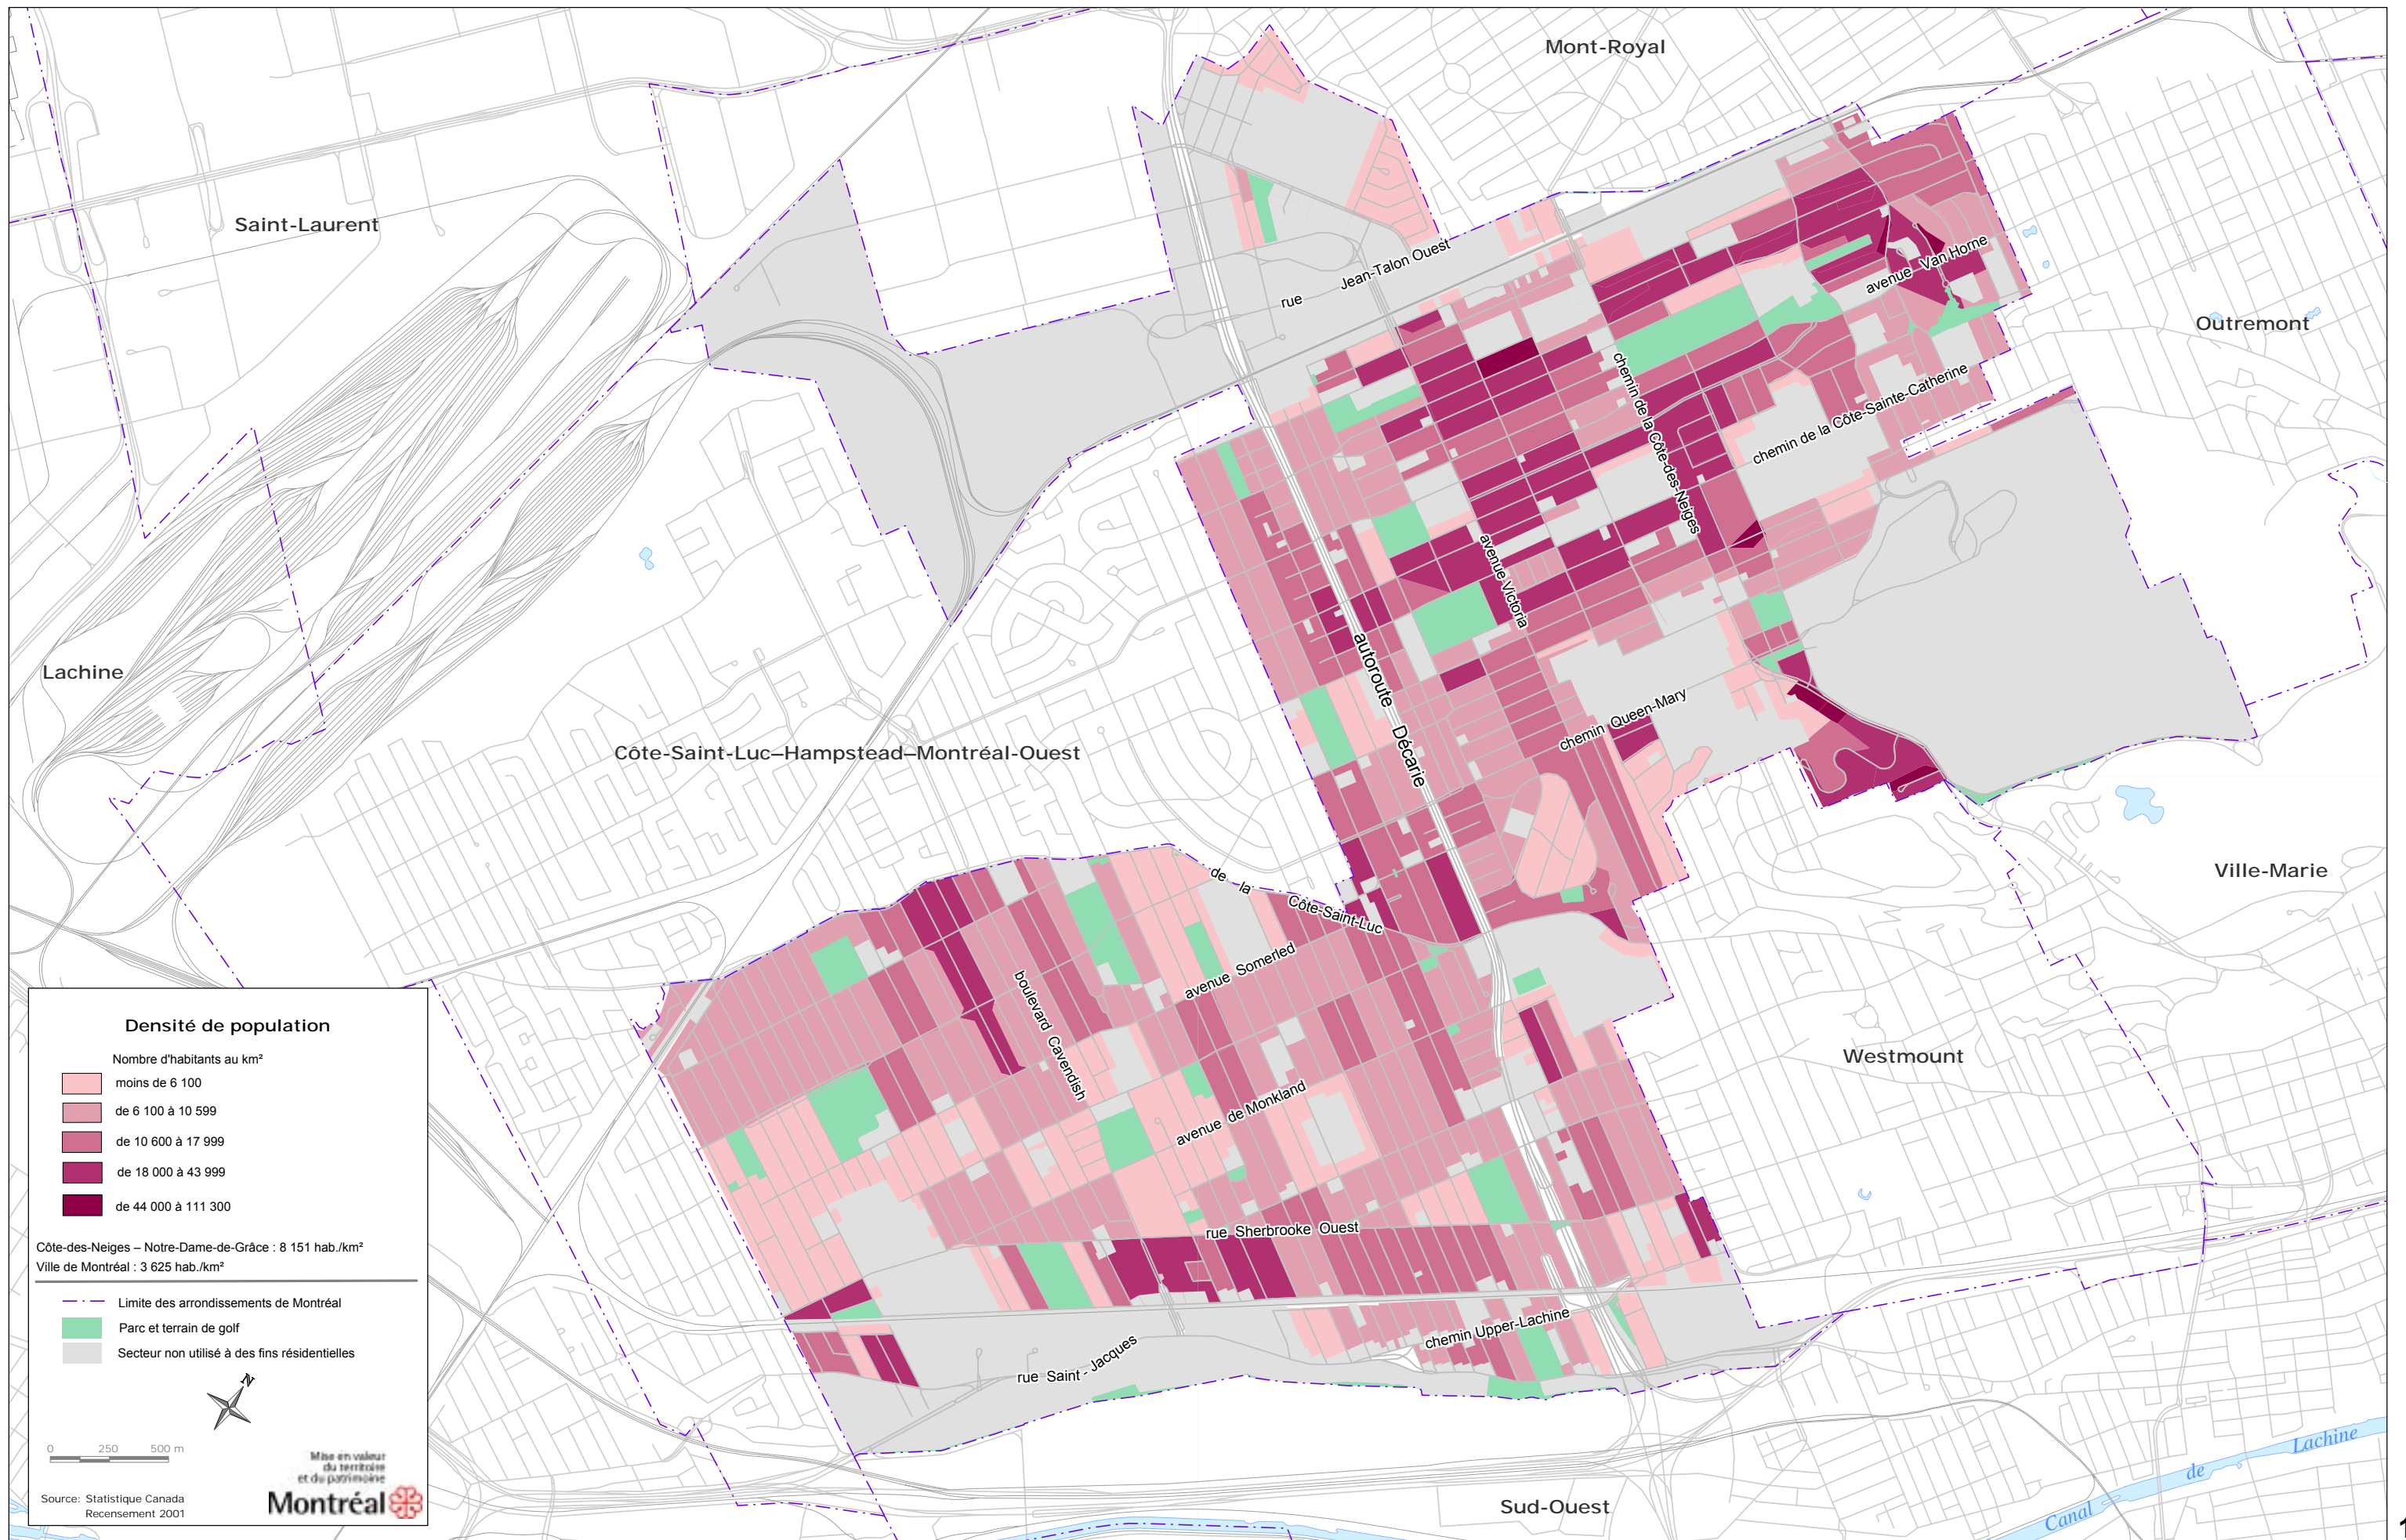 Mont-Royal
Saint-Laurent
rue Jean-Talon Ouest
avenue Van Horne
Outremont
chemin de la Côte-des-Neiges
chemin de la Côte-Sainte-Catherine
avenue Victoria
autoroute Décarie
Lachine
chemin Queen-Mary
Côte-Saint-Luc–Hampstead–Montréal-Ouest
Ville-Marie
de la Côte-Saint-Luc
avenue Somerled
boulevard Cavendish
avenue de Monkland
Westmount
rue Sherbrooke Ouest
chemin Upper-Lachine
rue Saint-Jacques
Sud-Ouest
Canal de Lachine
Densité de population
Nombre d'habitants au km²
moins de 6 100
de 6 100 à 10 599
de 10 600 à 17 999
de 18 000 à 43 999
de 44 000 à 111 300
Côte-des-Neiges – Notre-Dame-de-Grâce : 8 151 hab./km²
Ville de Montréal : 3 625 hab./km²
Limite des arrondissements de Montréal
Parc et terrain de golf
Secteur non utilisé à des fins résidentielles
N
0 250 500 m
Mise en valeur
du territoire
et du patrimoine
Montréal
Source: Statistique Canada
Recensement 2001